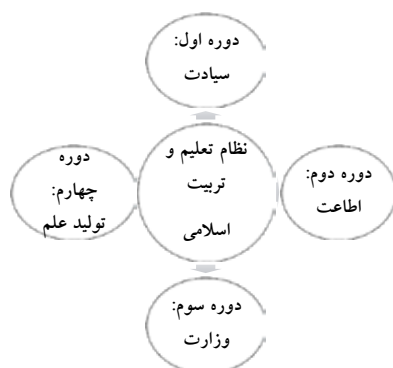 دوره اول:
سیادت
نظام تعلیم و
تربیت
اسلامی
دوره دوم:
اطاعت
دوره سوم:
وزارت
دوره
چهارم:
تولید علم